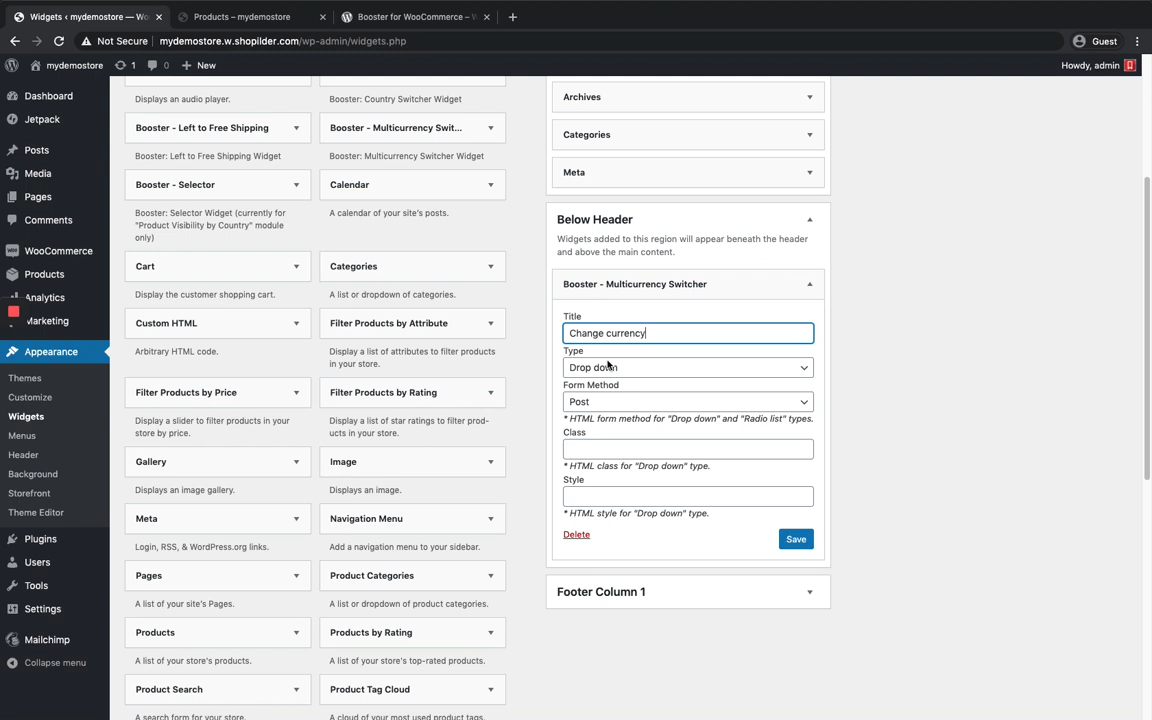 Widgets ‹ mydemostore — Wo
Products – mydemostore
Booster for WooCommerce – V
Not Secure
mydemostore.w.shopilder.com/wp-admin/widgets.php
Guest
mydemostore
1
0
New
Howdy, admin
Dashboard
Jetpack
Posts
Media
Pages
Comments
WooCommerce
Products
Analytics
Marketing
Appearance
Themes
Customize
Widgets
Menus
Header
Background
Storefront
Theme Editor
Plugins
Users
Tools
Settings
Mailchimp
Collapse menu
Displays an audio player.
Booster: Country Switcher Widget
Booster - Left to Free Shipping
Booster - Multicurrency Swit...
Booster: Left to Free Shipping Widget
Booster: Multicurrency Switcher Widget
Booster - Selector
Calendar
Booster: Selector Widget (currently for
"Product Visibility by Country" module
only)
A calendar of your site's posts.
Cart
Categories
Display the customer shopping cart.
A list or dropdown of categories.
Custom HTML
Filter Products by Attribute
Arbitrary HTML code.
Display a list of attributes to filter products
in your store.
Filter Products by Price
Filter Products by Rating
Display a slider to filter products in your
store by price.
Display a list of star ratings to filter prod-
ucts in your store.
Gallery
Image
Displays an image gallery.
Displays an image.
Meta
Navigation Menu
Login, RSS, & WordPress.org links.
Add a navigation menu to your sidebar.
Pages
Product Categories
A list of your site's Pages.
A list or dropdown of product categories.
Products
Products by Rating
A list of your store's products.
A list of your store's top-rated products.
Product Search
Product Tag Cloud
A search form for your store.
A cloud of your most used product tags.
Archives
Categories
Meta
Below Header
Widgets added to this region will appear beneath the header
and above the main content.
Booster - Multicurrency Switcher
Title
Change currency
Type
Drop down
Form Method
Post
* HTML form method for "Drop down" and "Radio list" types.
Class
* HTML class for "Drop down" type.
Style
* HTML style for "Drop down" type.
Delete
Save
Footer Column 1